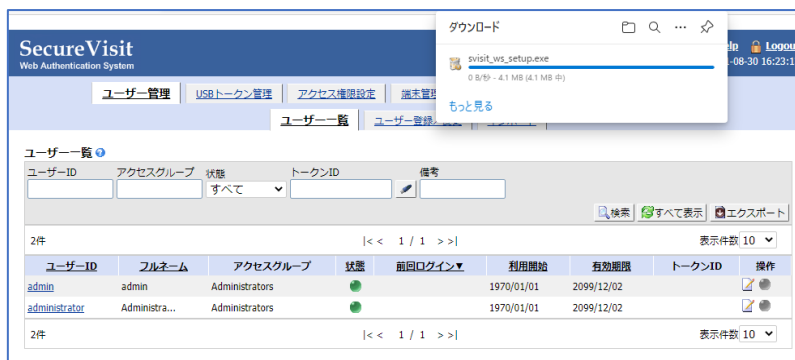 SecureVisit
Web Authentication System
ダウンロード
svisit_ws_setup.exe
0 B/秒 - 4.1 MB (4.1 MB 中)
もっと見る
Logou
-08-30 16:23:1
ユーザー管理 USBトークン管理 アクセス権限設定 端末管
ユーザー一覧 ユーザー登録
ユーザー一覧
ユーザーID アクセスグループ 状態 トークンID 備考
すべて
検索 すべて表示 エクスポート
2件 |< < 1 / 1 > >| 表示件数 10
ユーザーID フルネーム アクセスグループ 状態 前回ログイン▼ 利用開始 有効期限 トークンID 操作
admin admin Administrators 1970/01/01 2099/12/02
administrator Administra... Administrators 1970/01/01 2099/12/02
2件 |< < 1 / 1 > >| 表示件数 10